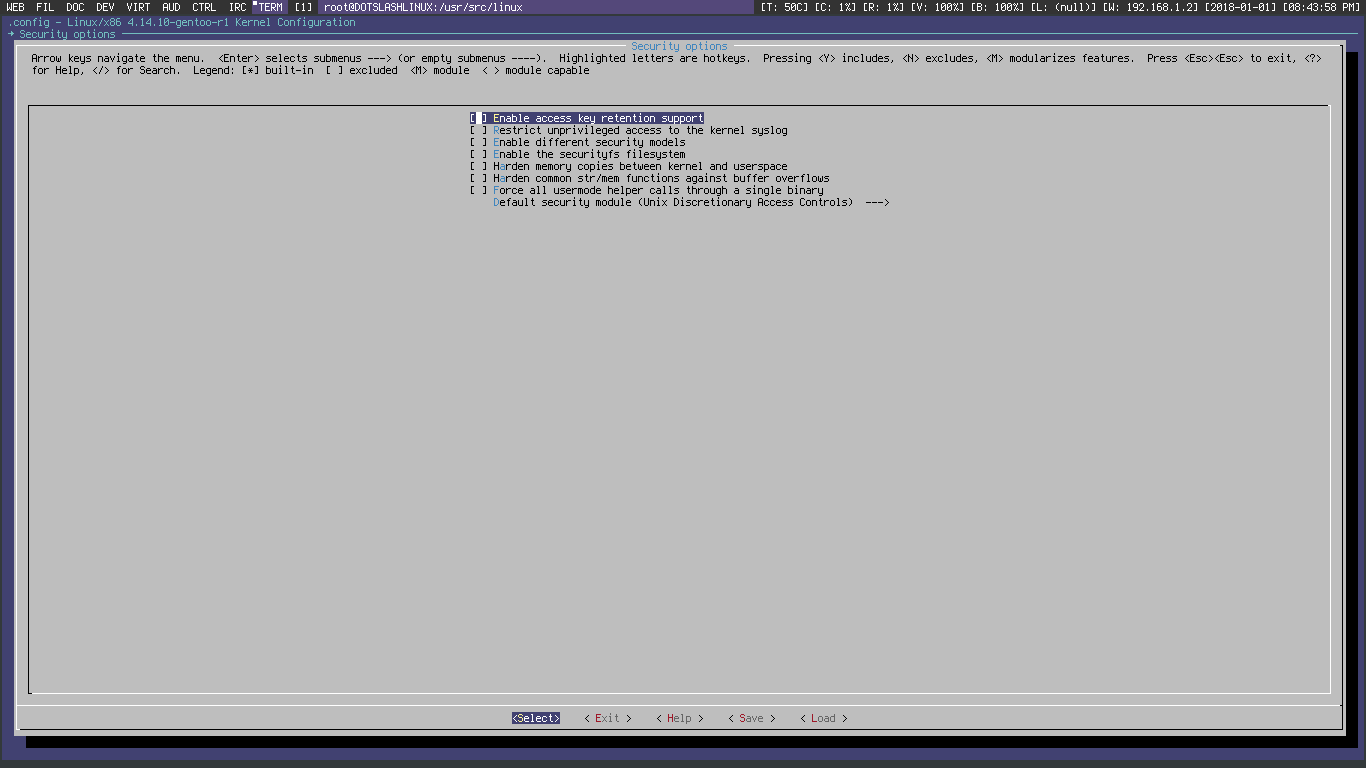 WEB FIL DOC DEV VIRT AUD CTRL IRC TERM [1] root@DOTSLASHLINUX:/usr/src/linux [T: 50C] [C: 1%] [R: 1%] [V: 100%] [B: 100%] [L: (null)] [W: 192.168.1.2] [2018-01-01] [08:43:58 PM]
.config - Linux/x86 4.14.10-gentoo-r1 Kernel Configuration
→ Security options
Security options
Arrow keys navigate the menu.  <Enter> selects submenus ---> (or empty submenus ----).  Highlighted letters are hotkeys.  Pressing <Y> includes, <N> excludes, <M> modularizes features.  Press <Esc><Esc> to exit, <?>
for Help, </> for Search.  Legend: [*] built-in  [ ] excluded  <M> module  < > module capable
[ ] Enable access key retention support
[ ] Restrict unprivileged access to the kernel syslog
[ ] Enable different security models
[ ] Enable the securityfs filesystem
[ ] Harden memory copies between kernel and userspace
[ ] Harden common str/mem functions against buffer overflows
[ ] Force all usermode helper calls through a single binary
Default security module (Unix Discretionary Access Controls)  --->
<Select> < Exit > < Help > < Save > < Load >